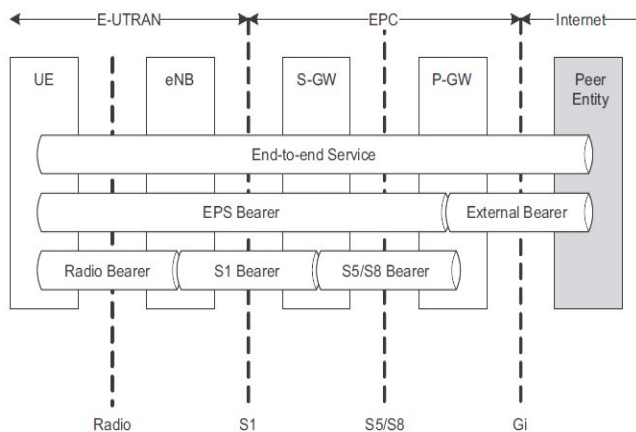 E-UTRAN EPC Internet
UE eNB S-GW P-GW Peer
Entity
End-to-end Service
EPS Bearer External Bearer
Radio Bearer S1 Bearer S5/S8 Bearer
Radio S1 S5/S8 Gi